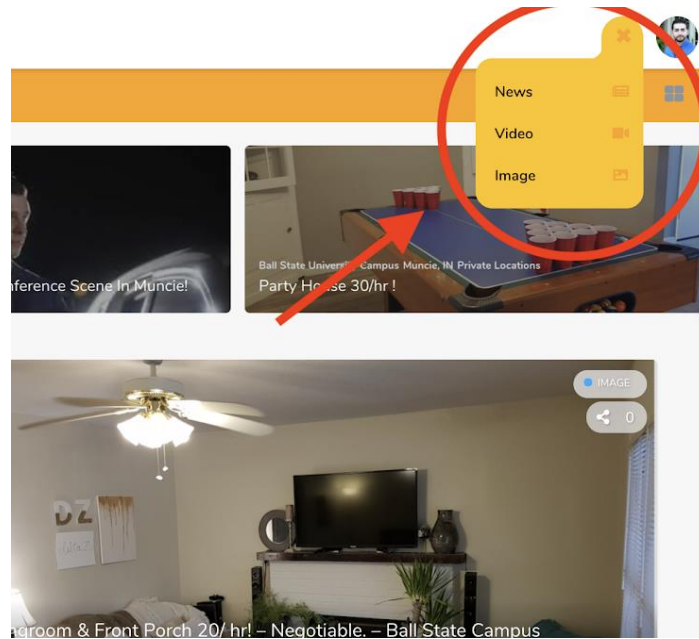 News
Video
Image
Ball State University Campus Muncie, IN Private Locations
nference Scene In Muncie!
Party House 30/hr !
IMAGE
0
DZ
ngroom & Front Porch 20/ hr! – Negotiable. – Ball State Campus